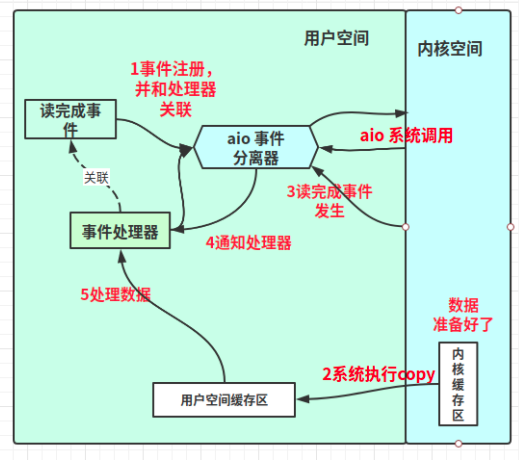 用户空间
内核空间
1事件注册，
并和处理器
关联
读完成事
件
aio 事件
分离器
aio 系统调用
关联
3读完成事件
发生
事件处理器
4通知处理器
5处理数据
数据
准备好了
2系统执行copy
内
核
缓
存
区
用户空间缓存区